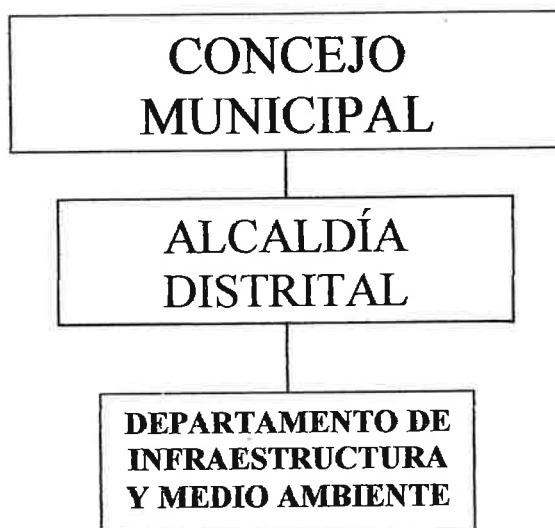 CONCEJO
MUNICIPAL
ALCALDÍA
DISTRITAL
DEPARTAMENTO DE
INFRAESTRUCTURA
Y MEDIO AMBIENTE